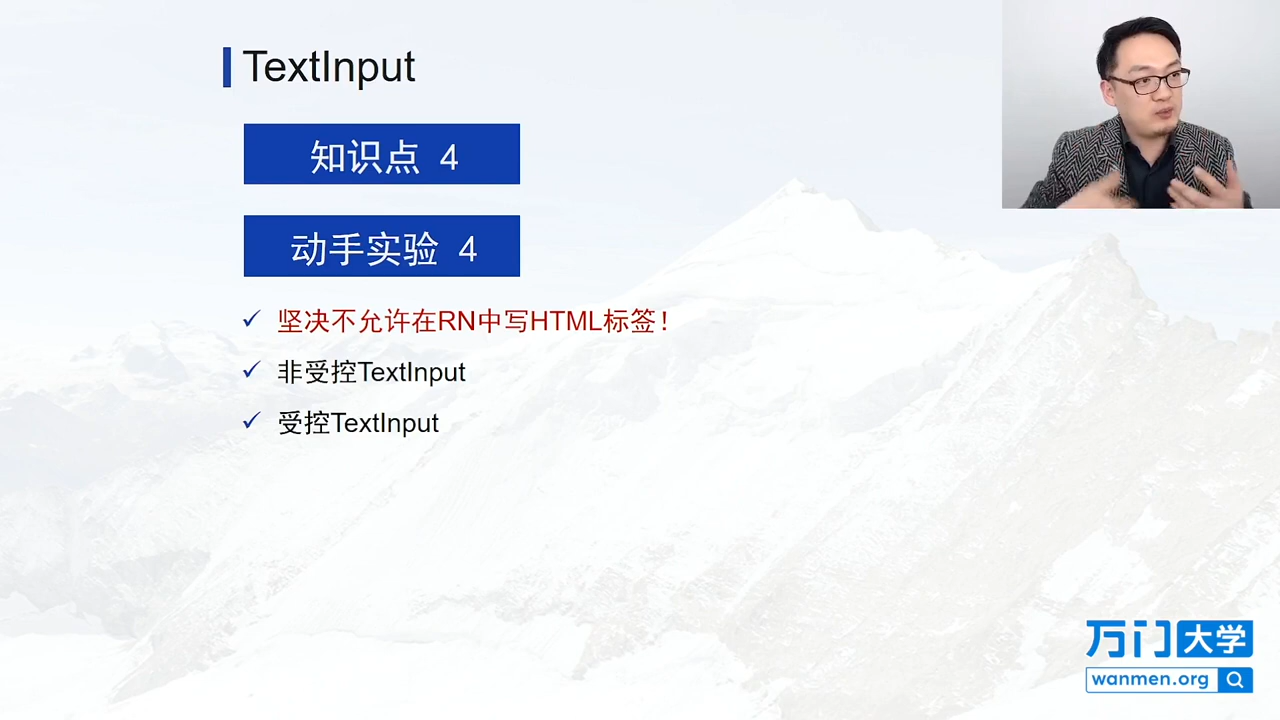 TextInput
知识点 4
动手实验 4
✓ 坚决不允许在RN中写HTML标签！
✓ 非受控TextInput
✓ 受控TextInput
万门大学
wanmen.org